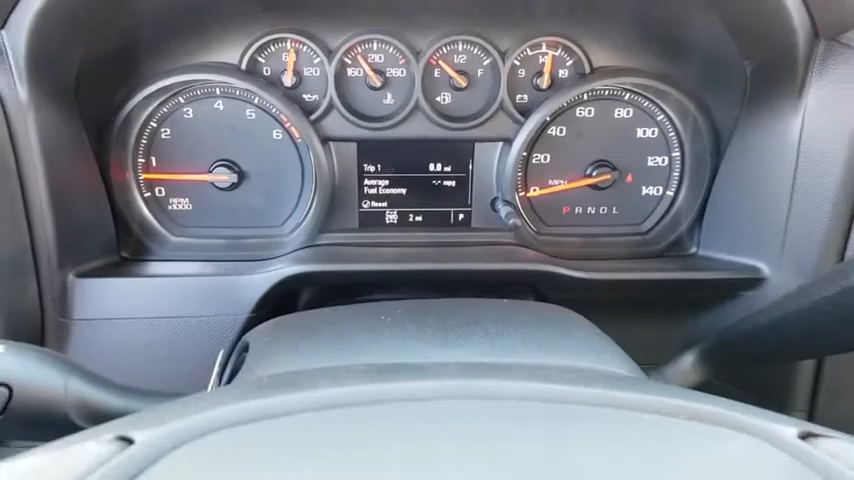 0 6 120
160 210 260
E 1/2 F
9 14 19
0 1 2 3 4 5 6
RPM
x1000
Trip 1 0.0 mi
Average -.- mpg
Fuel Economy
Reset
2 mi P
0 20 40 60 80 100 120 140
MPH
PRNDL